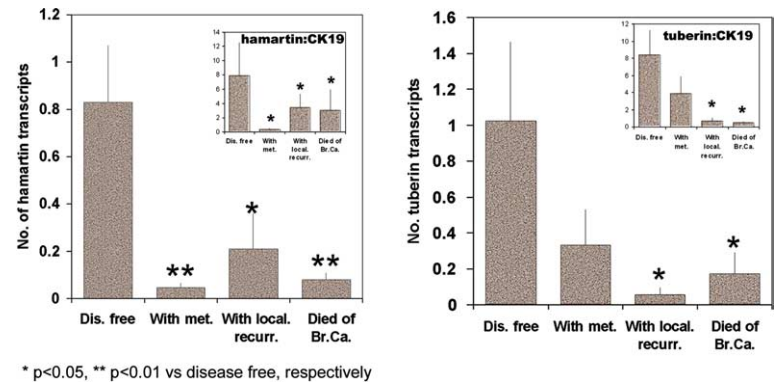 No. of hamartin transcripts
1.2
1
0.8
0.6
0.4
0.2
0
hamartin:CK19
14
12
10
8
6
4
2
0
*
*
*
Dis. free
With met.
With local. recurr.
Died of Br.Ca.
**
*
**
Dis. free
With met.
With local. recurr.
Died of Br.Ca.
No. tuberin transcripts
1.6
1.4
1.2
1
0.8
0.6
0.4
0.2
0
tuberin:CK19
12
10
8
6
4
2
0
*
*
Dis. free
With met.
With local. recurr.
Died of Br.Ca.
*
*
Dis. free
With met.
With local. recurr.
Died of Br.Ca.
* p<0.05, ** p<0.01 vs disease free, respectively